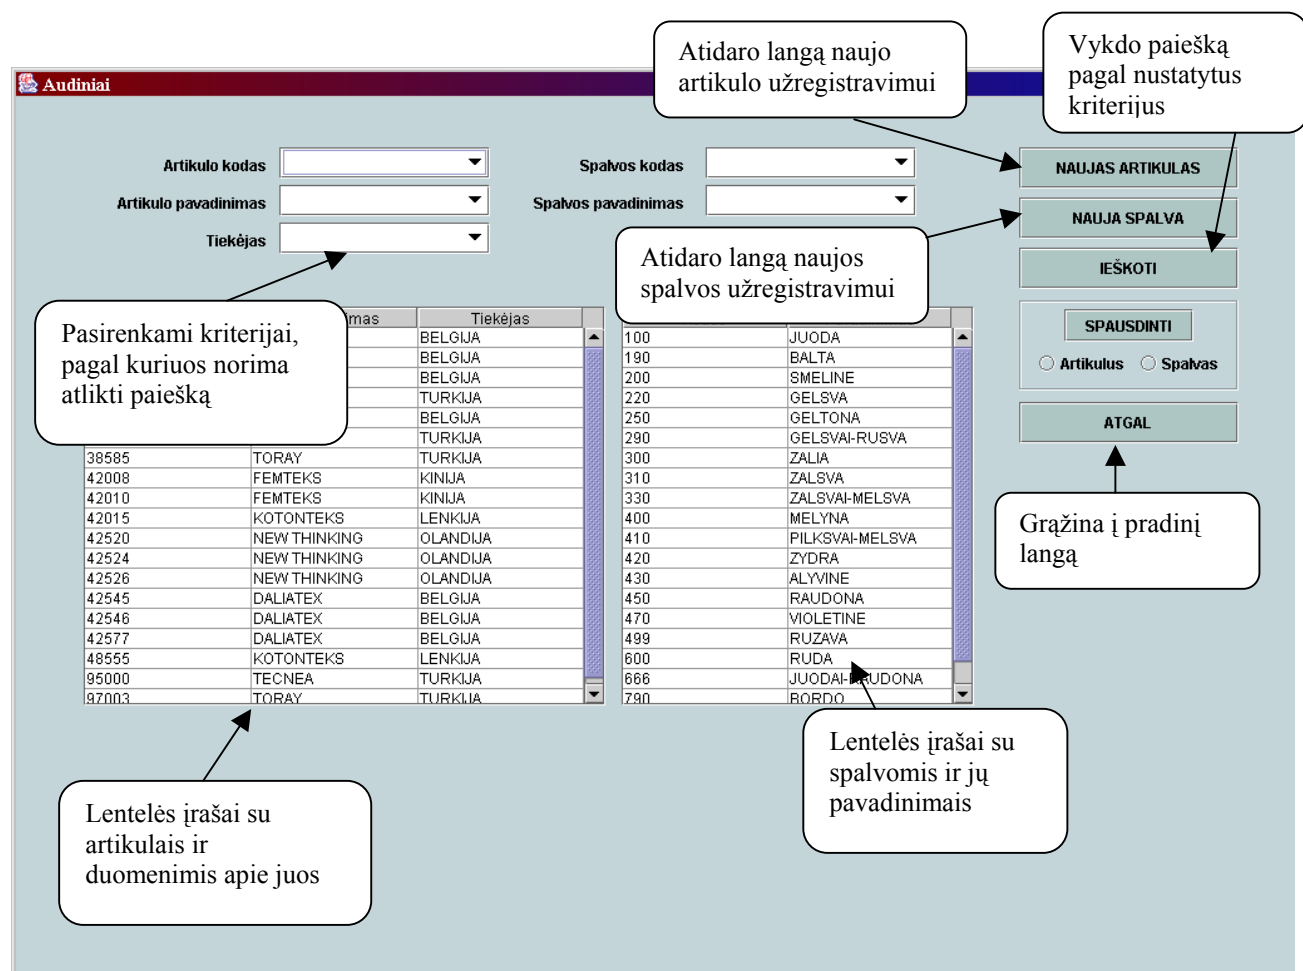 Atidaro langą naujo
artikulo užregistravimui
Vykdo paiešką
pagal nustatytus
kriterijus
Audiniai
Artikulo kodas
Spalvos kodas
NAUJAS ARTIKULAS
Artikulo pavadinimas
Spalvos pavadinimas
NAUJA SPALVA
Tiekėjas
Atidaro langą naujos
spalvos užregistravimui
IEŠKOTI
Pasirenkami kriterijai,
pagal kuriuos norima
atlikti paiešką
SPAUSDINTI
Artikulus Spalvas
ATGAL
Grąžina į pradinį
langą
Tiekėjas
BELGIJA
BELGIJA
BELGIJA
TURKIJA
BELGIJA
TURKIJA
38585 TORAY TURKIJA
42008 FEMTEKS KINIJA
42010 FEMTEKS KINIJA
42015 KOTONTEKS LENKIJA
42520 NEW THINKING OLANDIJA
42524 NEW THINKING OLANDIJA
42526 NEW THINKING OLANDIJA
42545 DALIATEX BELGIJA
42546 DALIATEX BELGIJA
42577 DALIATEX BELGIJA
48555 KOTONTEKS LENKIJA
95000 TECNEA TURKIJA
97003 TORAY TURKIJA
100 JUODA
190 BALTA
200 SMELINE
220 GELSVA
250 GELTONA
290 GELSVAI-RUSVA
300 ZALIA
310 ZALSVA
330 ZALSVAI-MELSVA
400 MELYNA
410 PILKSVAI-MELSVA
420 ZYDRA
430 ALYVINE
450 RAUDONA
470 VIOLETINE
499 RUZAVA
600 RUDA
666 JUODAI-RAUDONA
790 BORDO
Lentelės įrašai su
spalvomis ir jų
pavadinimais
Lentelės įrašai su
artikulais ir
duomenimis apie juos